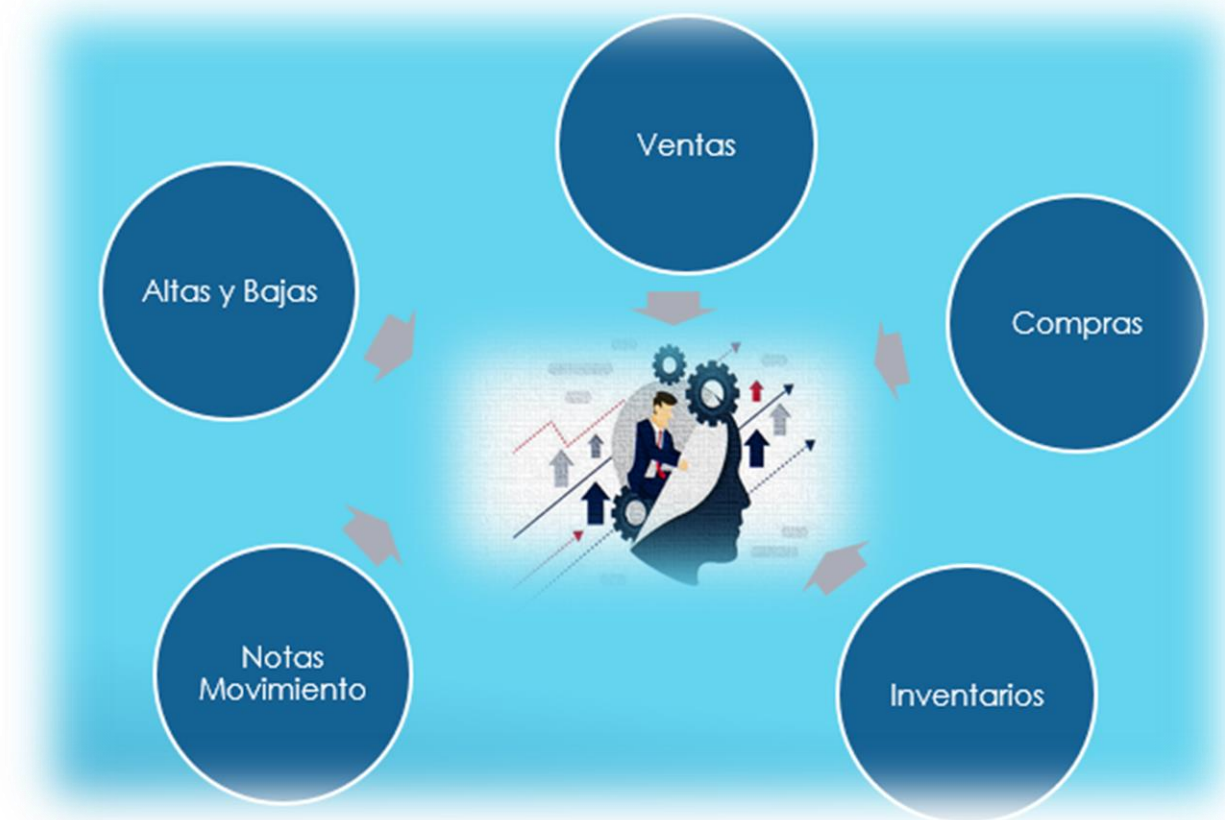 Ventas
Altas y Bajas
Compras
Notas
Movimiento
Inventarios